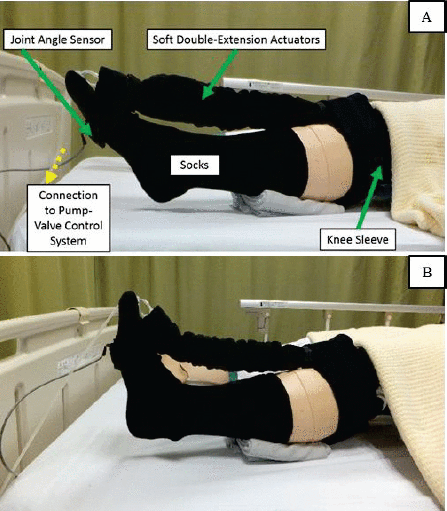 A
Joint Angle Sensor
Soft Double-Extension Actuators
Socks
Connection
to Pump-
Valve Control
System
Knee Sleeve
B